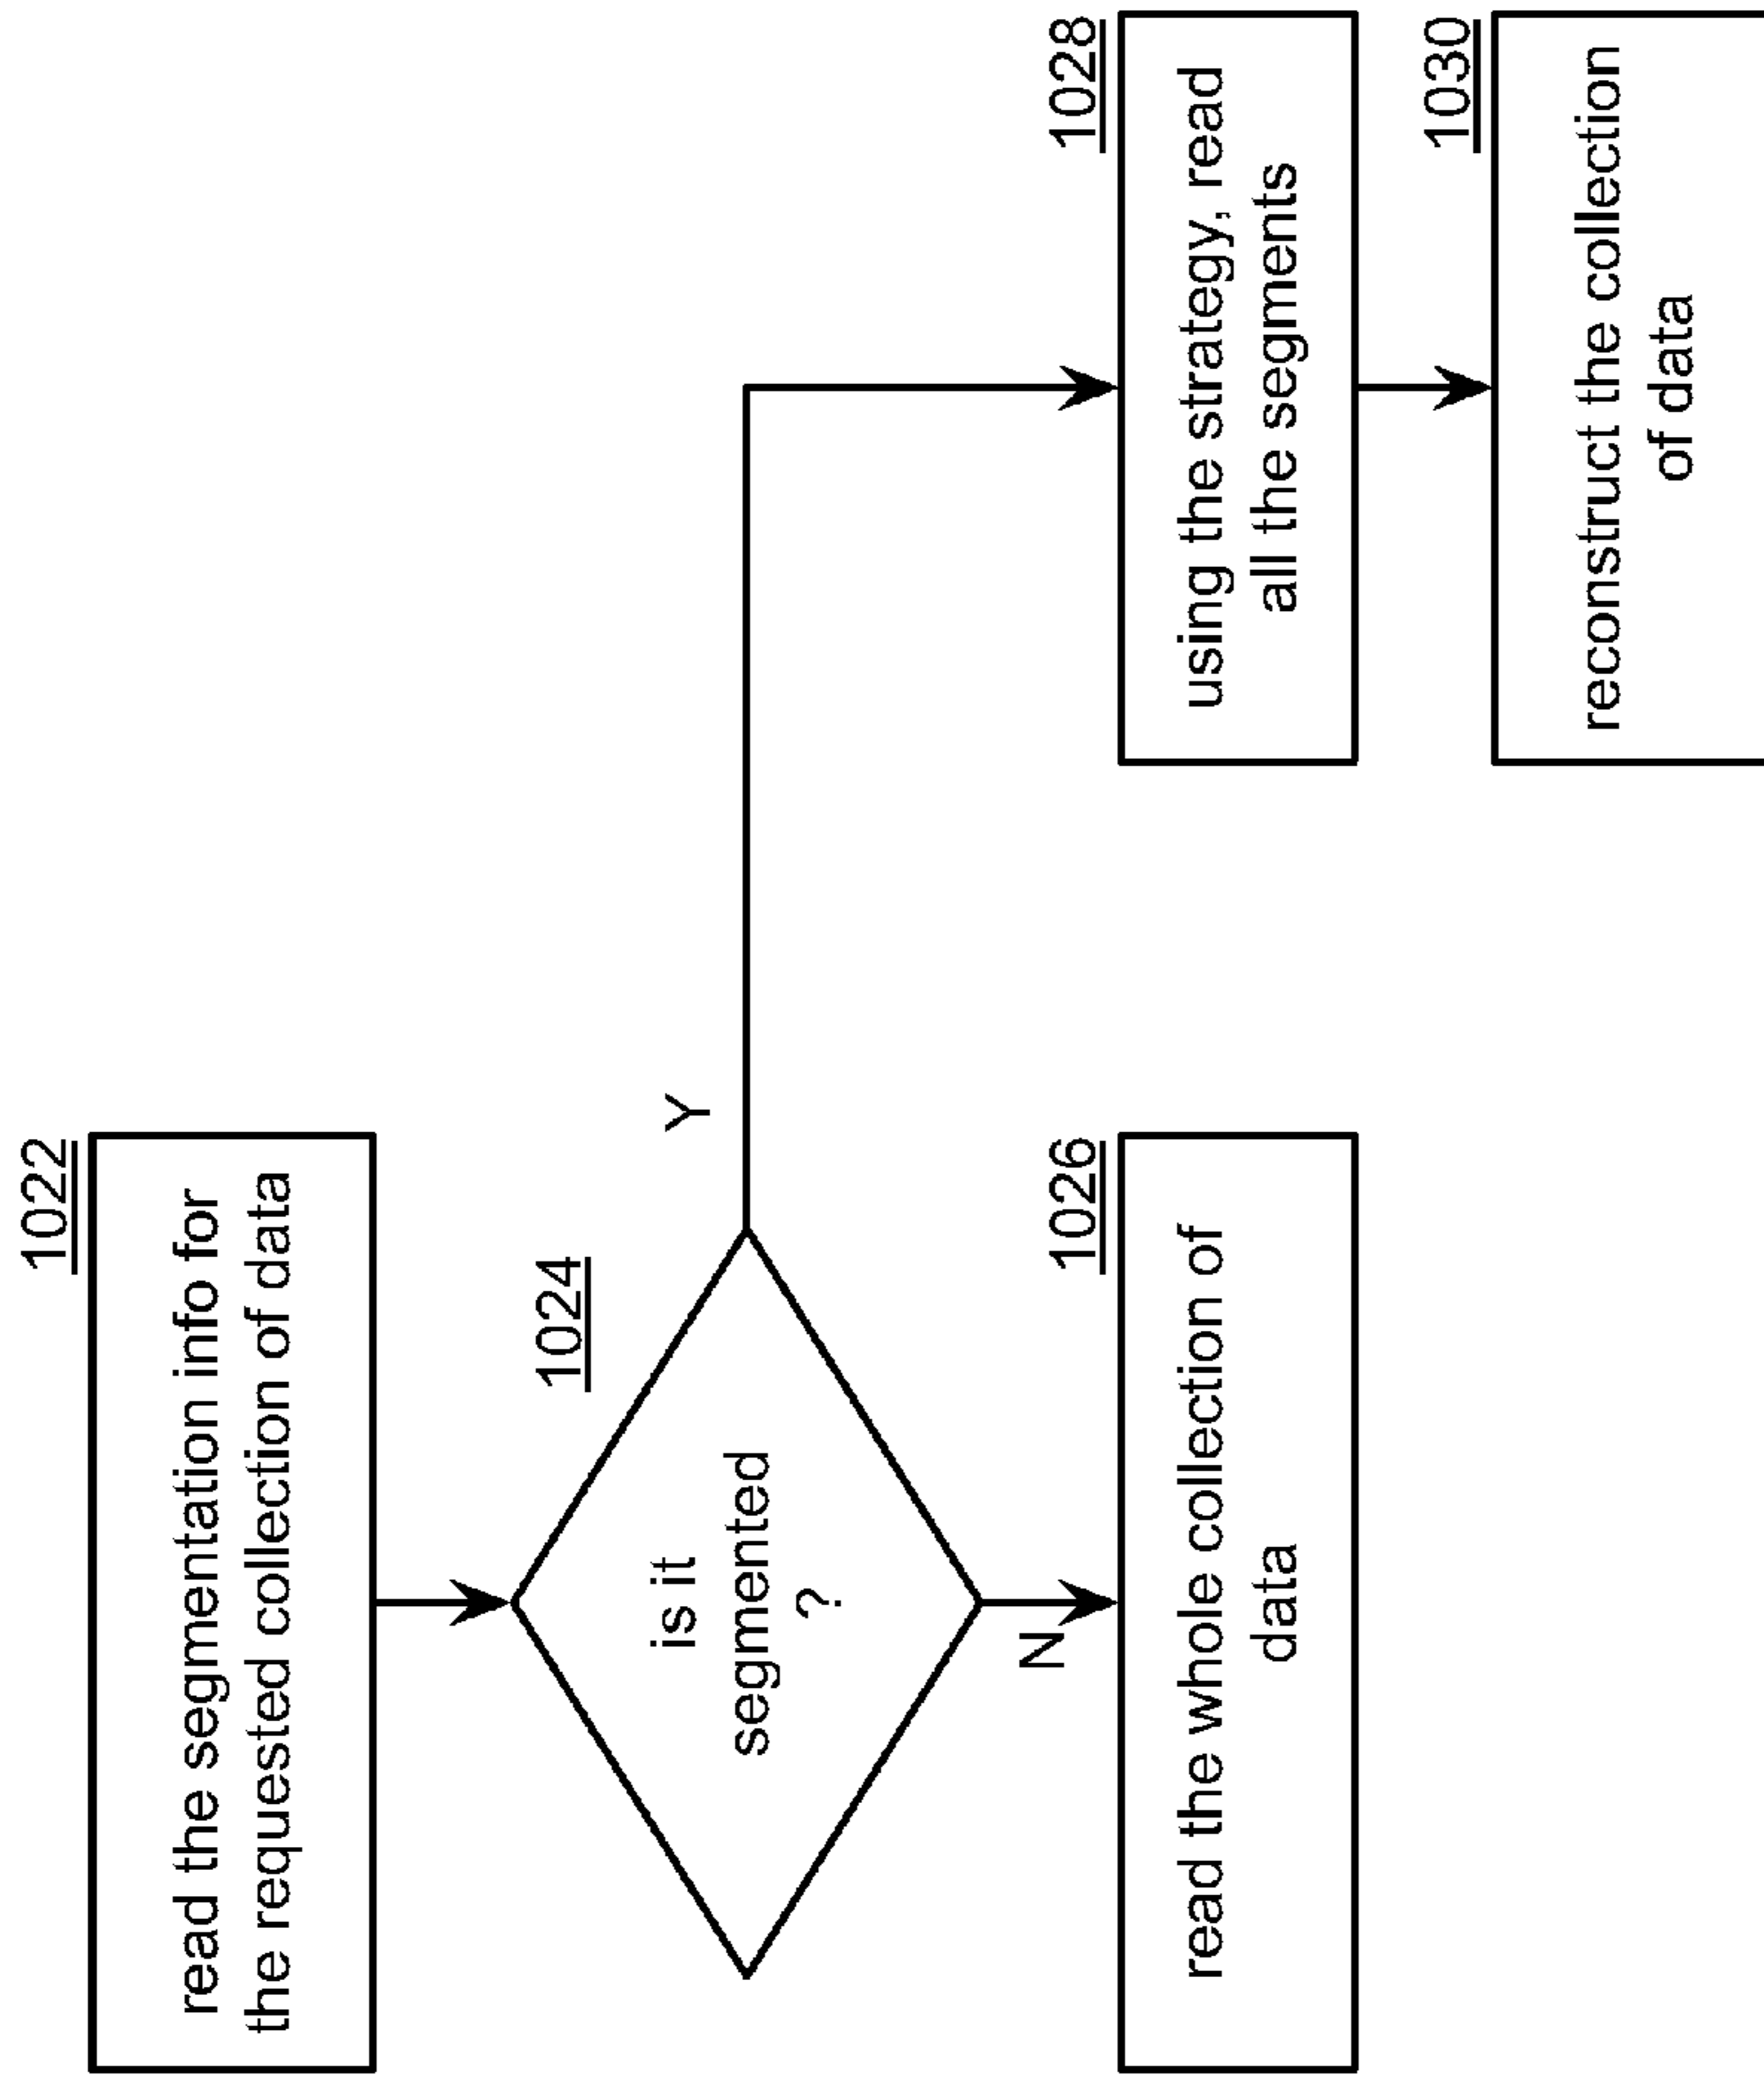 1022
read the segmentation info for
the requested collection of data
1024
is it
segmented
?
Y
N
1026
read the whole collection of
data
1028
using the strategy, read
all the segments
1030
reconstruct the collection
of data